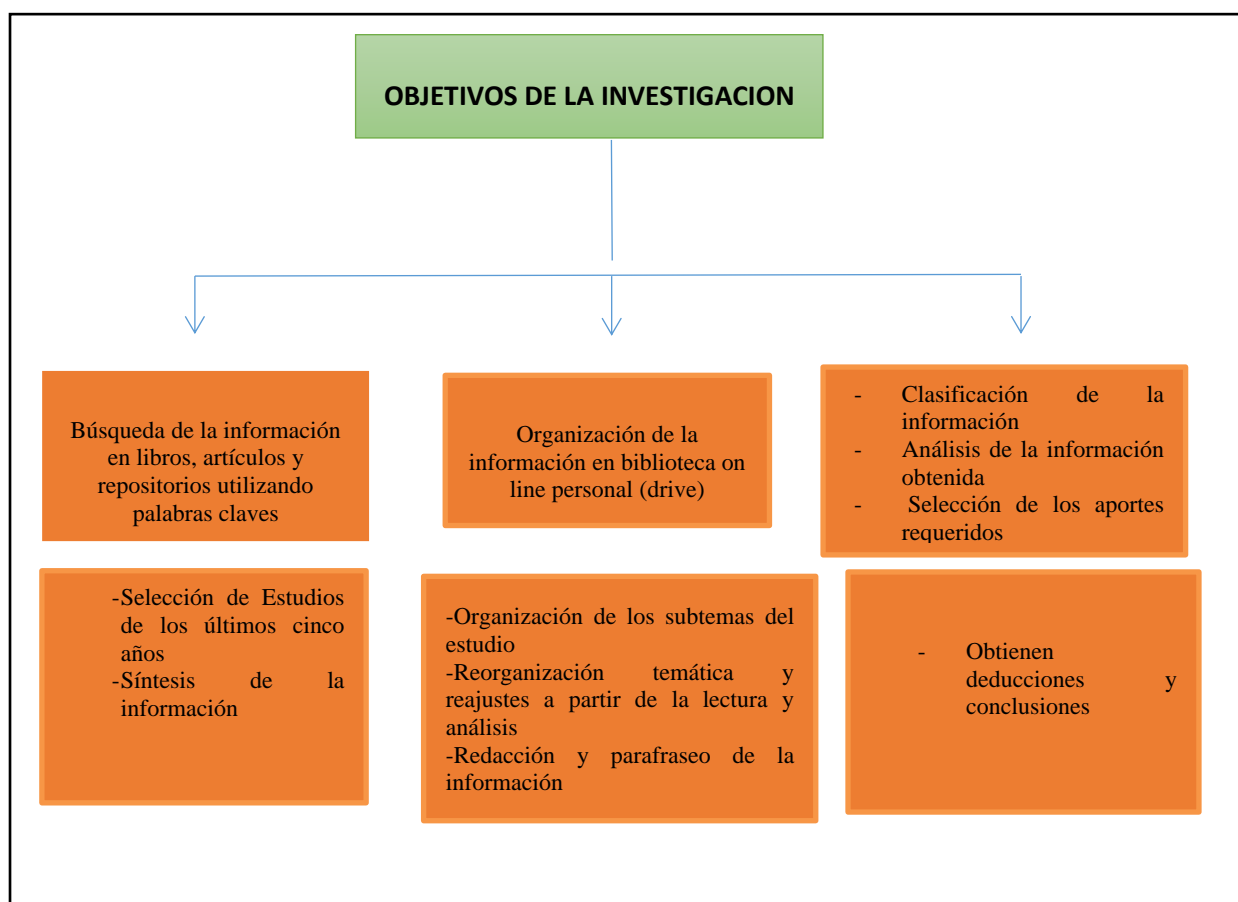 OBJETIVOS DE LA INVESTIGACION
Búsqueda de la información
en libros, artículos y
repositorios utilizando
palabras claves
Organización de la
información en biblioteca on
line personal (drive)
- Clasificación de la
información
- Análisis de la información
obtenida
- Selección de los aportes
requeridos
-Selección de Estudios
de los últimos cinco
años
-Síntesis de la
información
-Organización de los subtemas del
estudio
-Reorganización temática y
reajustes a partir de la lectura y
análisis
-Redacción y parafraseo de la
información
- Obtienen
deducciones y
conclusiones